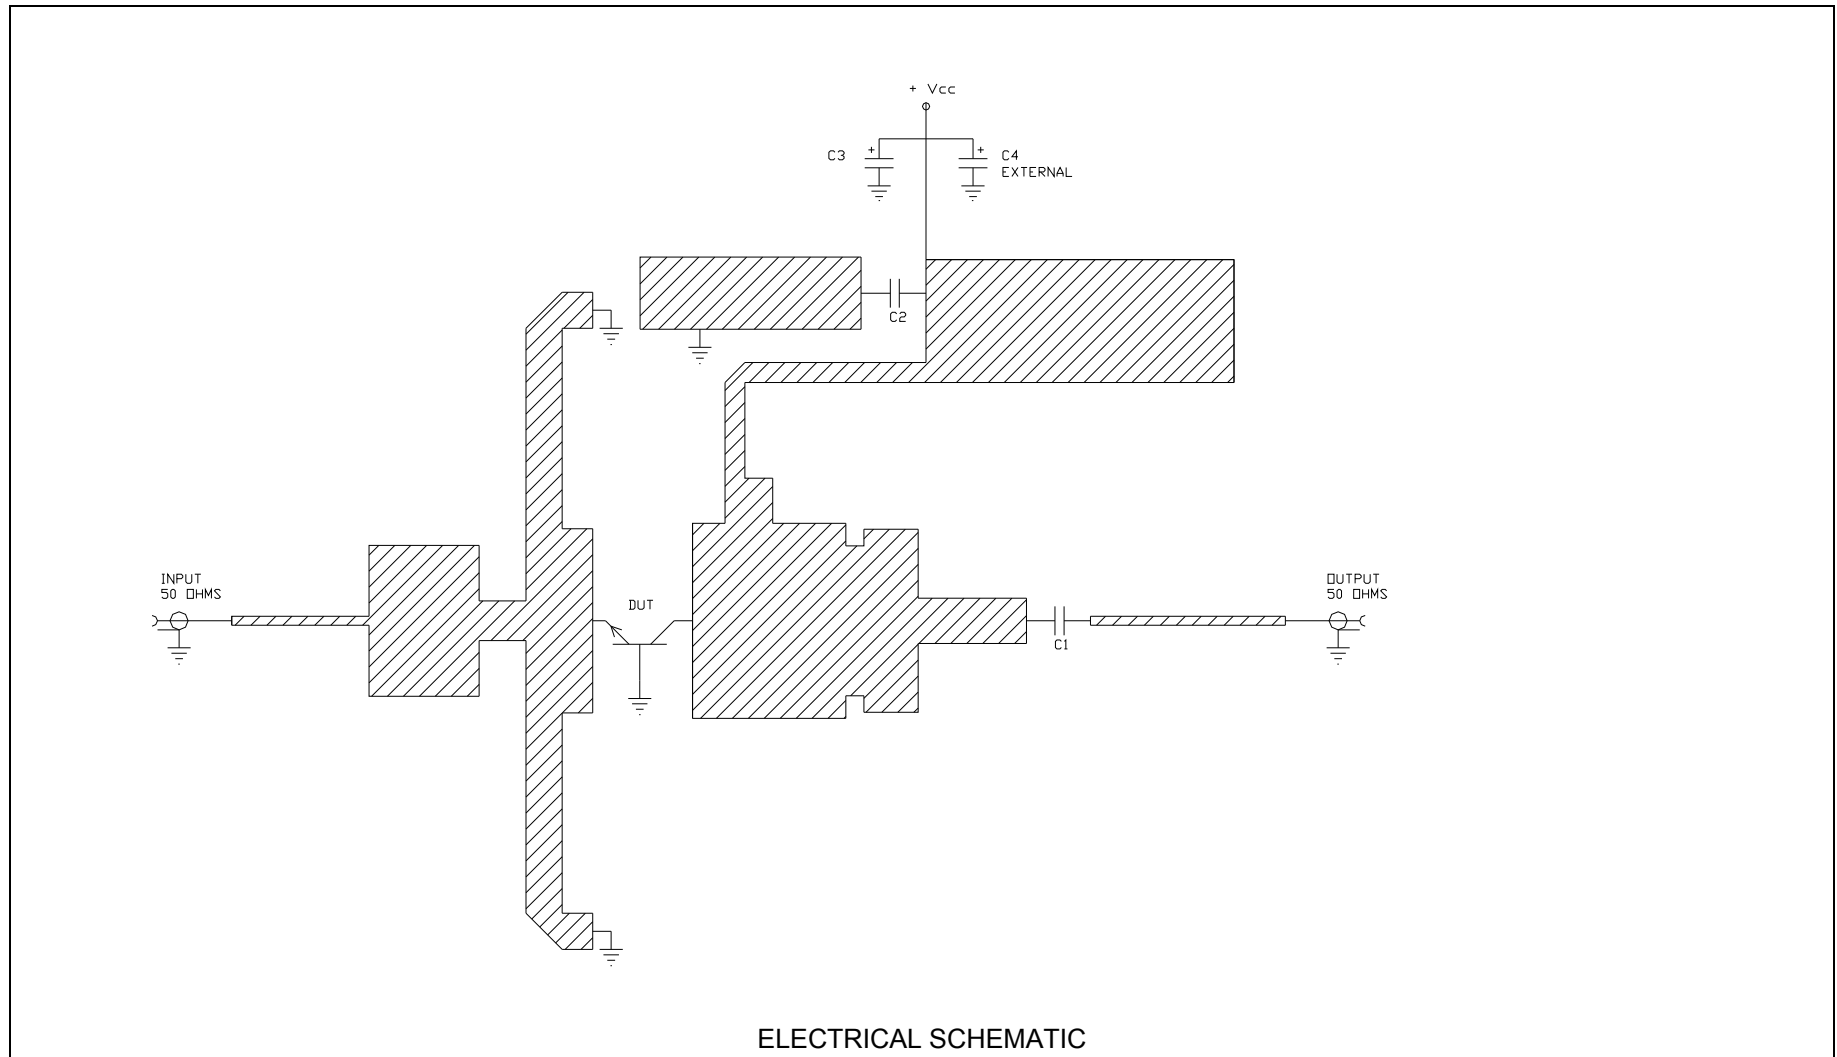 + Vcc
C3
+
+
C4
EXTERNAL
C2
INPUT
50 OHMS
DUT
C1
OUTPUT
50 OHMS
ELECTRICAL SCHEMATIC